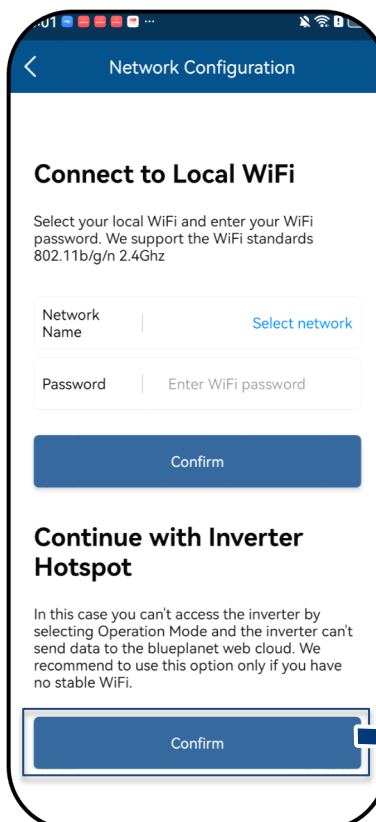 Network Configuration
Connect to Local WiFi
Select your local WiFi and enter your WiFi
password. We support the WiFi standards
802.11b/g/n 2.4Ghz
Network
Name
Select network
Password
Enter WiFi password
Confirm
Continue with Inverter
Hotspot
In this case you can't access the inverter by
selecting Operation Mode and the inverter can't
send data to the blueplanet web cloud. We
recommend to use this option only if you have
no stable WiFi.
Confirm